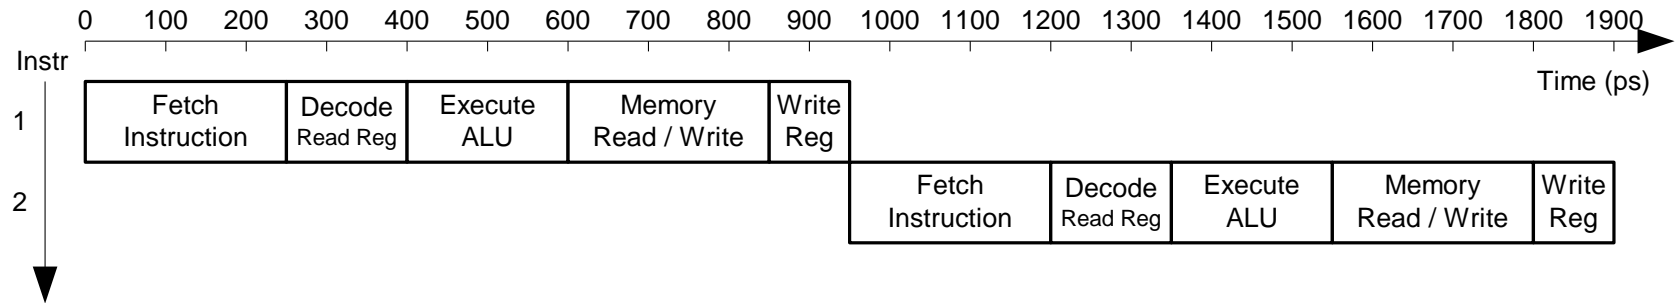 0 100 200 300 400 500 600 700 800 900 1000 1100 1200 1300 1400 1500 1600 1700 1800 1900
Instr
Time (ps)
1
Fetch
Instruction
Decode
Read Reg
Execute
ALU
Memory
Read / Write
Write
Reg
2
Fetch
Instruction
Decode
Read Reg
Execute
ALU
Memory
Read / Write
Write
Reg